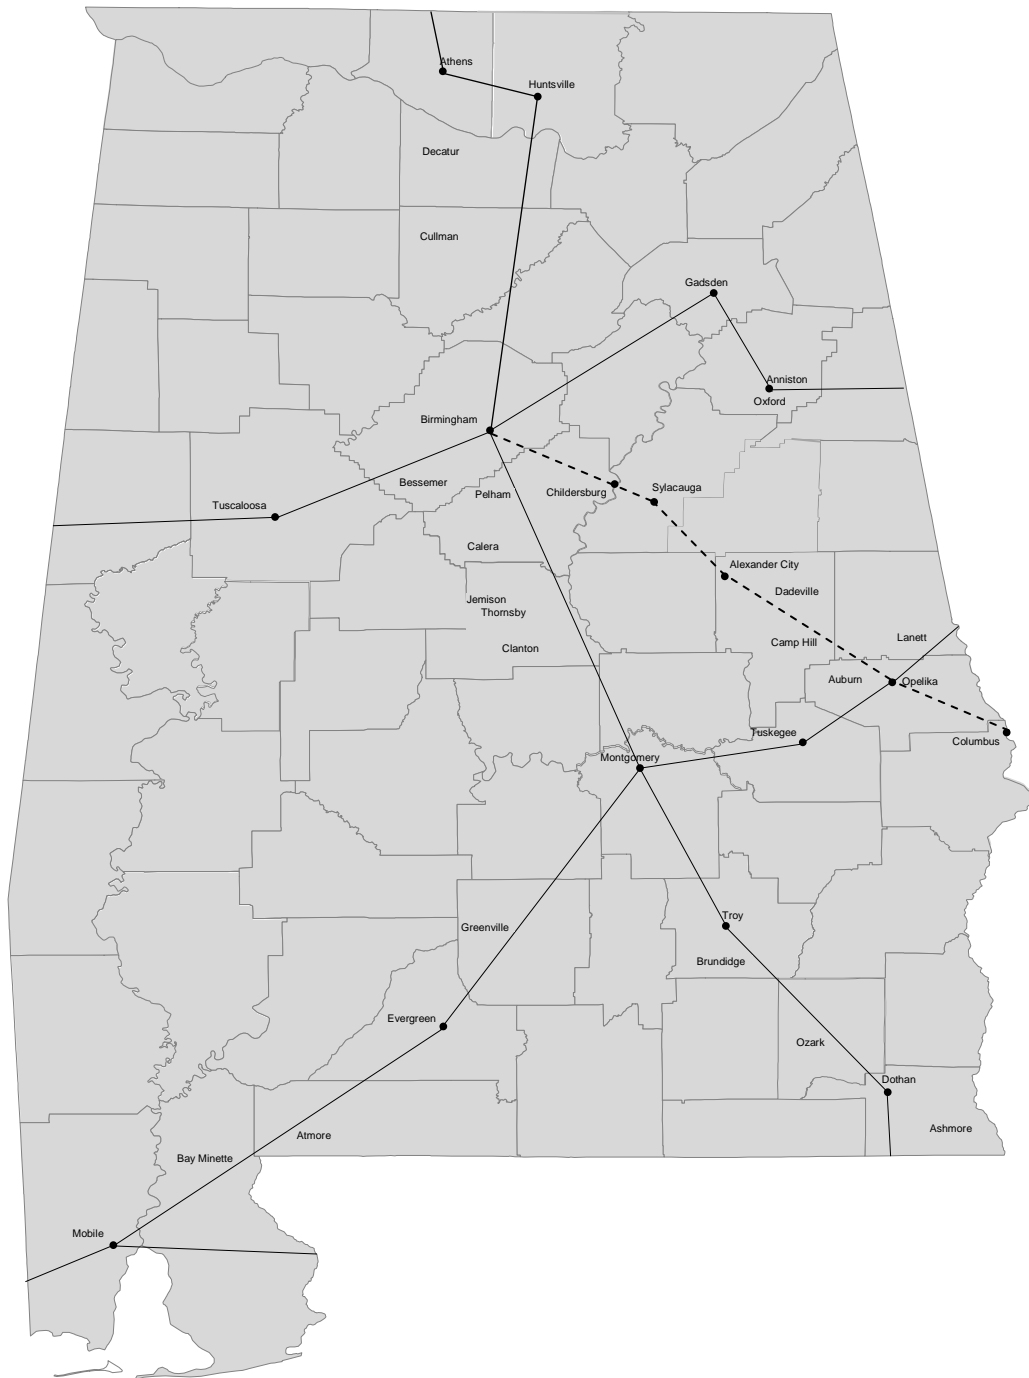 Athens
Huntsville
Decatur
Cullman
Gadsden
Anniston
Oxford
Birmingham
Bessemer
Pelham
Childersburg
Sylacauga
Tuscaloosa
Calera
Alexander City
Dadeville
Jemison
Thornsby
Camp Hill
Lanett
Clanton
Auburn
Opelika
Tuskegee
Columbus
Montgomery
Troy
Greenville
Brundidge
Evergreen
Ozark
Dothan
Ashmore
Atmore
Bay Minette
Mobile